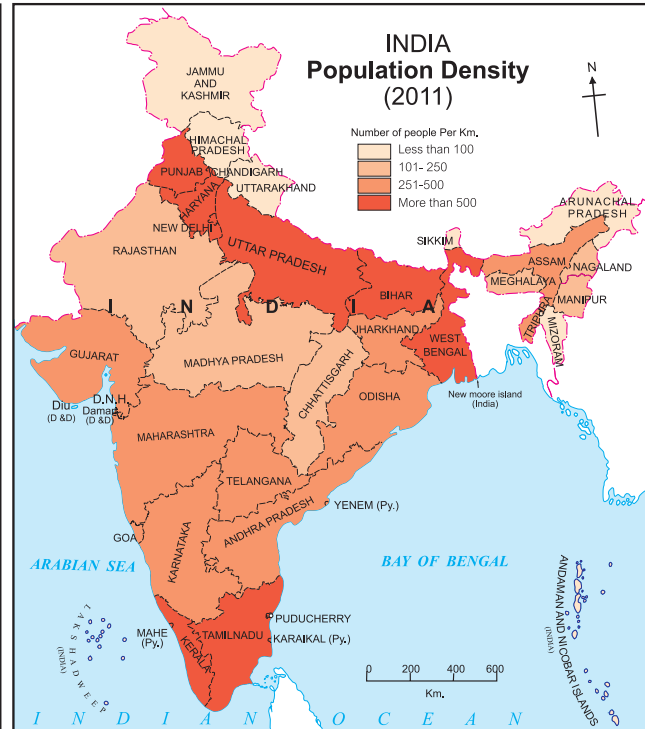 INDIA
Population Density
(2011)
N
Number of people Per Km.
Less than 100
101- 250
251-500
More than 500
JAMMU
AND
KASHMIR
HIMACHAL
PRADESH
PUNJAB
CHANDIGARH
UTTARAKHAND
HARYANA
NEW DELHI
RAJASTHAN
UTTAR PRADESH
ARUNACHAL
PRADESH
SIKKIM
ASSAM
NAGALAND
MEGHALAYA
MANIPUR
BIHAR
TRIPURA
MIZORAM
I N D I A
JHARKHAND
WEST
BENGAL
GUJARAT
MADHYA PRADESH
CHHATTISGARH
New moore island
(India)
ODISHA
D.N.H.
Diu
(D &D)
Daman
(D &D)
MAHARASHTRA
TELANGANA
YENEM (Py.)
ANDHRA PRADESH
GOA
KARNATAKA
ARABIAN SEA
BAY OF BENGAL
ANDAMAN AND NICOBAR ISLANDS
(INDIA)
LAKSHADWEEP
(INDIA)
MAHE
(Py.)
TAMILNADU
KERALA
PUDUCHERRY
KARAIKAL (Py.)
0 200 400 600
Km.
I N D I A N O C E A N